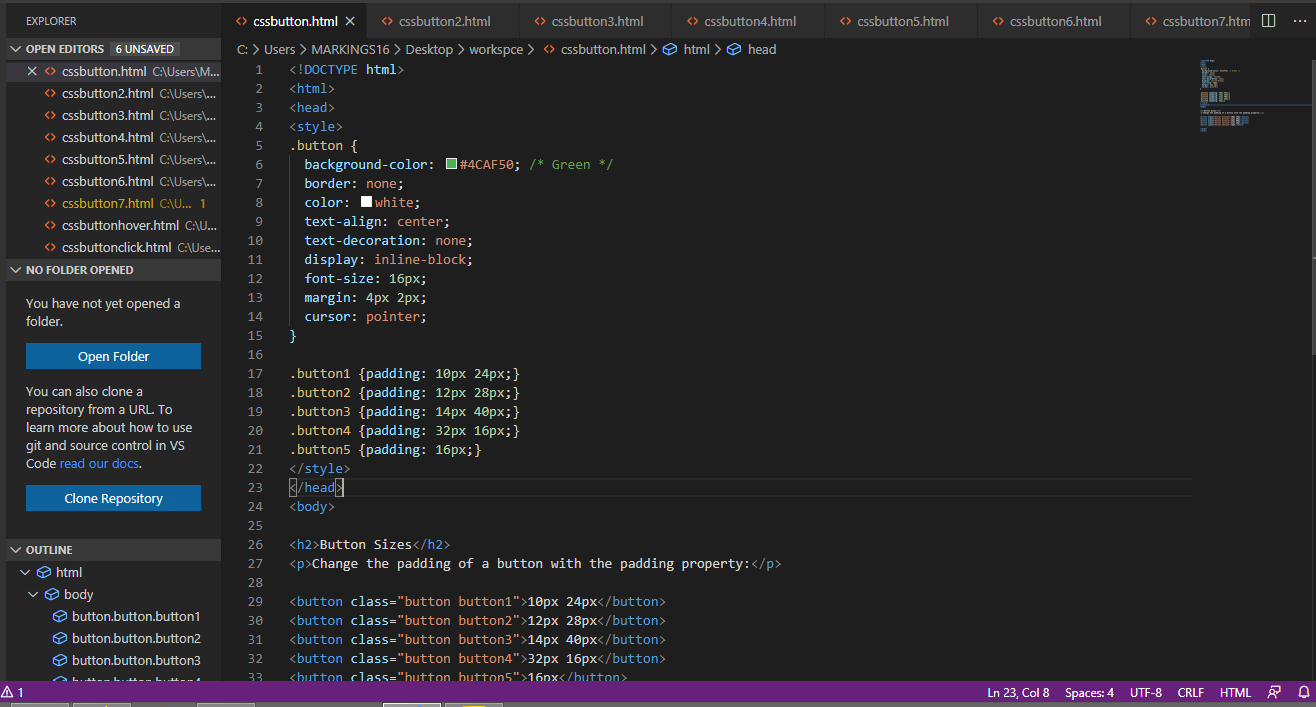 EXPLORER
OPEN EDITORS 6 UNSAVED
cssbutton.html C:\Users\M...
cssbutton2.html C:\Users\...
cssbutton3.html C:\Users\...
cssbutton4.html C:\Users\...
cssbutton5.html C:\Users\...
cssbutton6.html C:\Users\...
cssbutton7.html C:\U... 1
cssbuttonhover.html C:\U...
cssbuttonclick.html C:\Use...
NO FOLDER OPENED
You have not yet opened a
folder.
Open Folder
You can also clone a
repository from a URL. To
learn more about how to use
git and source control in VS
Code read our docs.
Clone Repository
OUTLINE
html
body
button.button.button1
button.button.button2
button.button.button3
button.button.button4
cssbutton.html
cssbutton2.html
cssbutton3.html
cssbutton4.html
cssbutton5.html
cssbutton6.html
cssbutton7.htm
C: > Users > MARKINGS16 > Desktop > workspce > cssbutton.html > html > head
1 <!DOCTYPE html>
2 <html>
3 <head>
4 <style>
5 .button {
6 background-color: #4CAF50; /* Green */
7 border: none;
8 color: white;
9 text-align: center;
10 text-decoration: none;
11 display: inline-block;
12 font-size: 16px;
13 margin: 4px 2px;
14 cursor: pointer;
15 }
16
17 .button1 {padding: 10px 24px;}
18 .button2 {padding: 12px 28px;}
19 .button3 {padding: 14px 40px;}
20 .button4 {padding: 32px 16px;}
21 .button5 {padding: 16px;}
22 </style>
23 </head>
24 <body>
25
26 <h2>Button Sizes</h2>
27 <p>Change the padding of a button with the padding property:</p>
28
29 <button class="button button1">10px 24px</button>
30 <button class="button button2">12px 28px</button>
31 <button class="button button3">14px 40px</button>
32 <button class="button button4">32px 16px</button>
33 <button class="button button5">16px</button>
1
Ln 23, Col 8 Spaces: 4 UTF-8 CRLF HTML